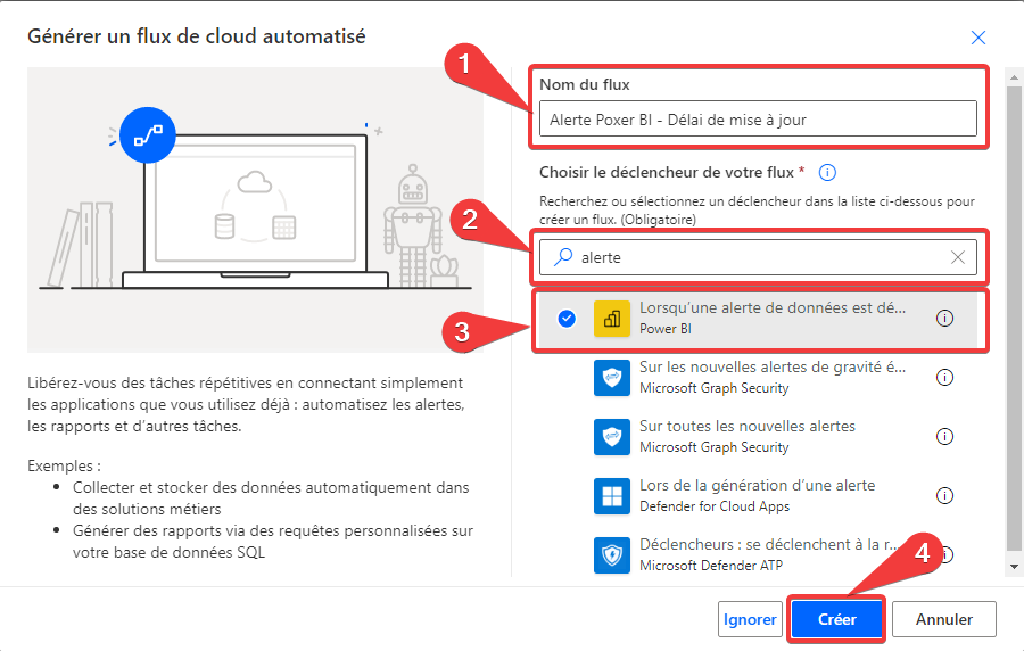 Générer un flux de cloud automatisé
1
Nom du flux
Alerte Poxer BI - Délai de mise à jour
Choisir le déclencheur de votre flux *
Recherchez ou sélectionnez un déclencheur dans la liste ci-dessous pour
créer un flux. (Obligatoire)
2
alerte
3
Lorsqu'une alerte de données est dé...
Power BI
Sur les nouvelles alertes de gravité é...
Microsoft Graph Security
Sur toutes les nouvelles alertes
Microsoft Graph Security
Lors de la génération d'une alerte
Defender for Cloud Apps
Déclencheurs : se déclenchent à la r...
Microsoft Defender ATP
Libérez-vous des tâches répétitives en connectant simplement
les applications que vous utilisez déjà : automatisez les alertes,
les rapports et d'autres tâches.
Exemples :
• Collecter et stocker des données automatiquement dans
des solutions métiers
• Générer des rapports via des requêtes personnalisées sur
votre base de données SQL
4
Ignorer
Créer
Annuler